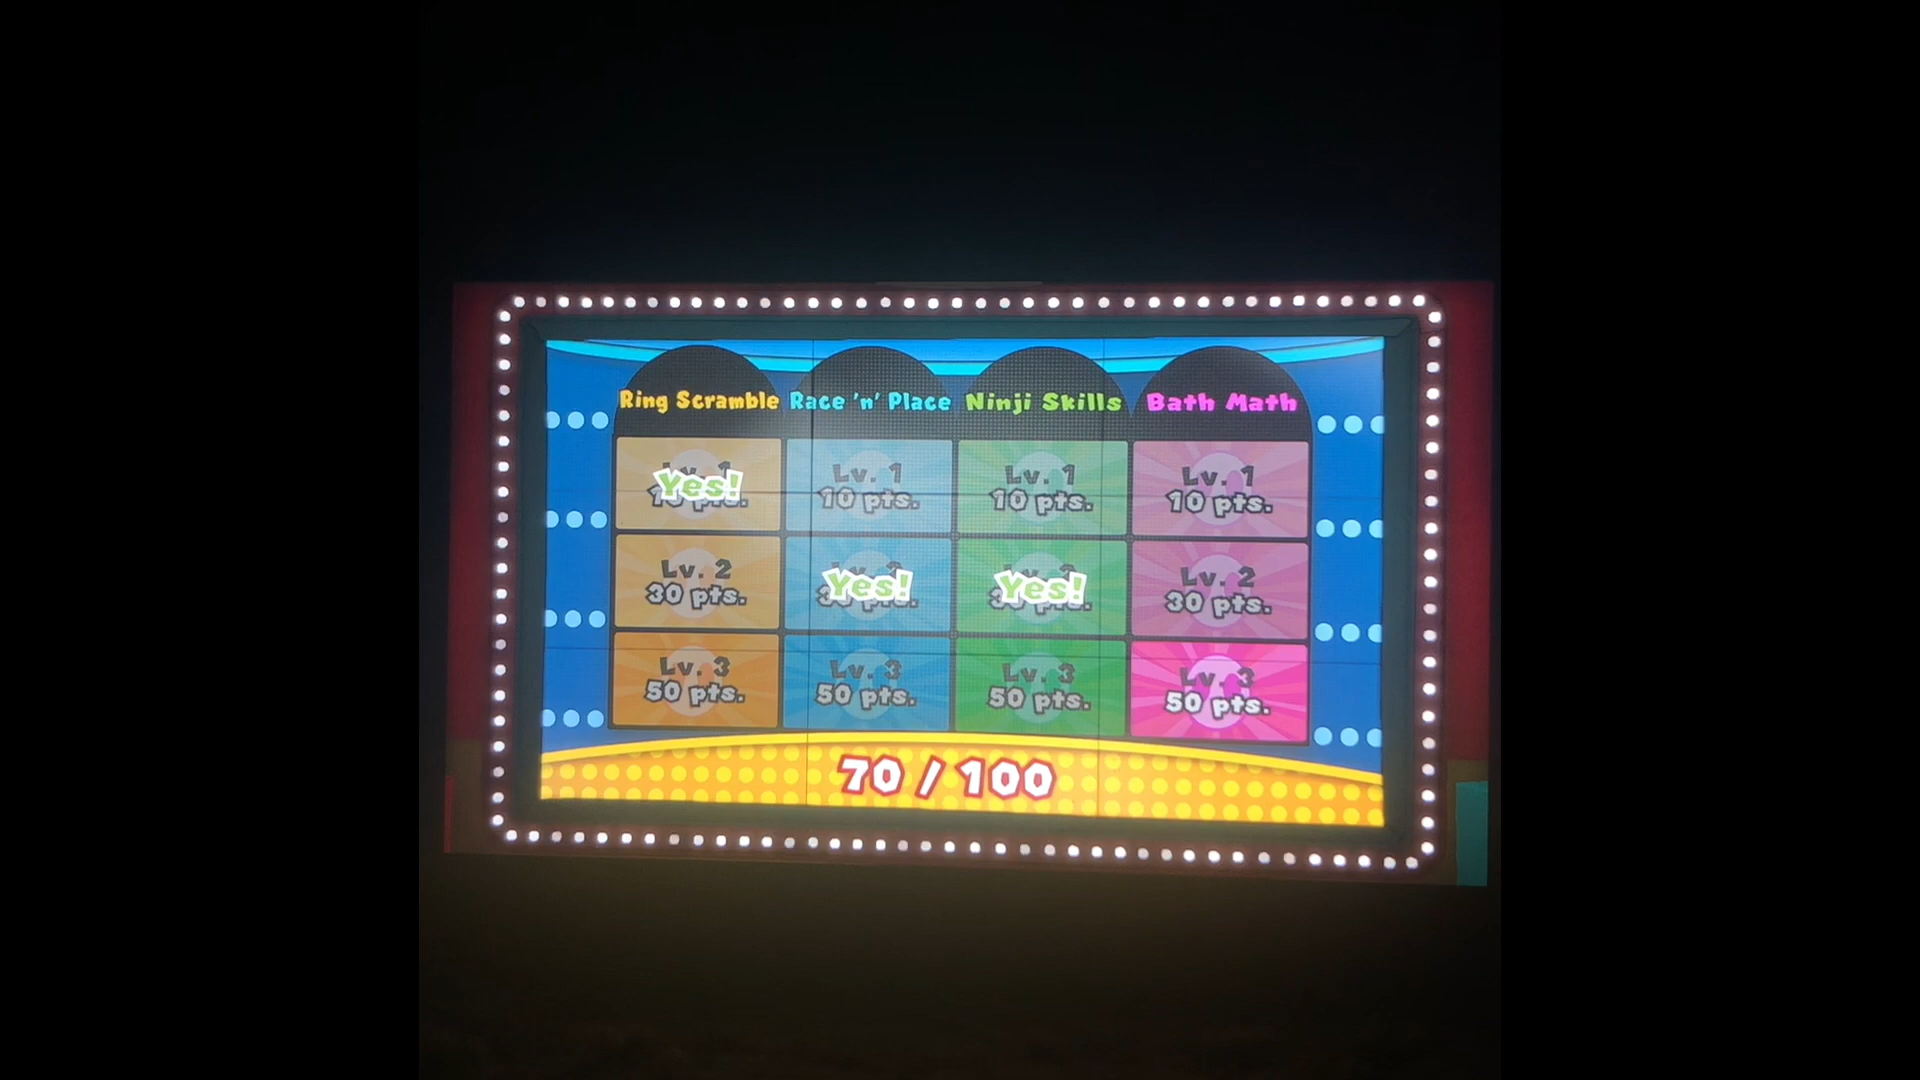 Ring Scramble Race 'n' Place Ninji Skills Bath Math
Yes! Lv. 1 Lv. 1 Lv. 1
10 pts. 10 pts. 10 pts.
Lv. 2 Yes! Yes! Lv. 2
30 pts. 30 pts.
Lv. 3 Lv. 3 Lv. 3 Lv. 3
50 pts. 50 pts. 50 pts. 50 pts.
70 / 100